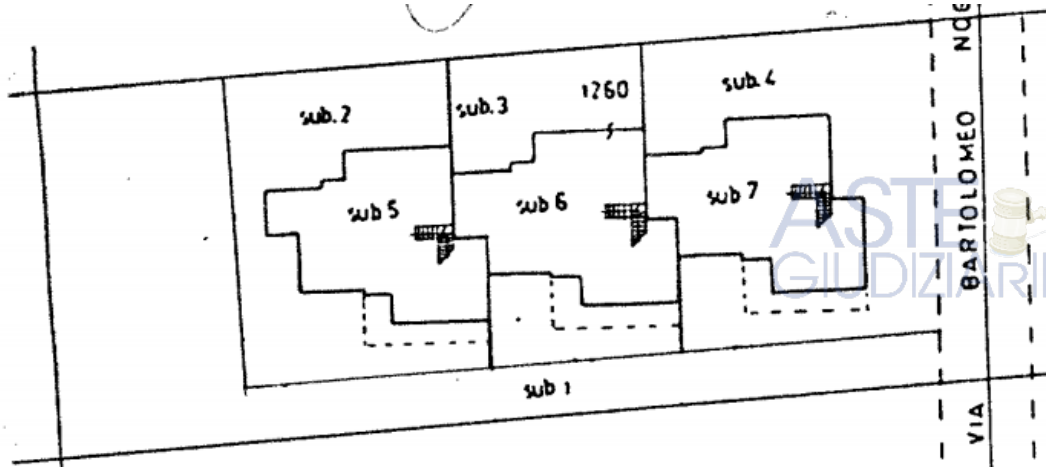 sub. 2
sub. 3
1260
sub. 4
sub 5
sub 6
sub 7
sub 1
VIA BARTOLOMEO
ASTE
GIUDIZIARIE